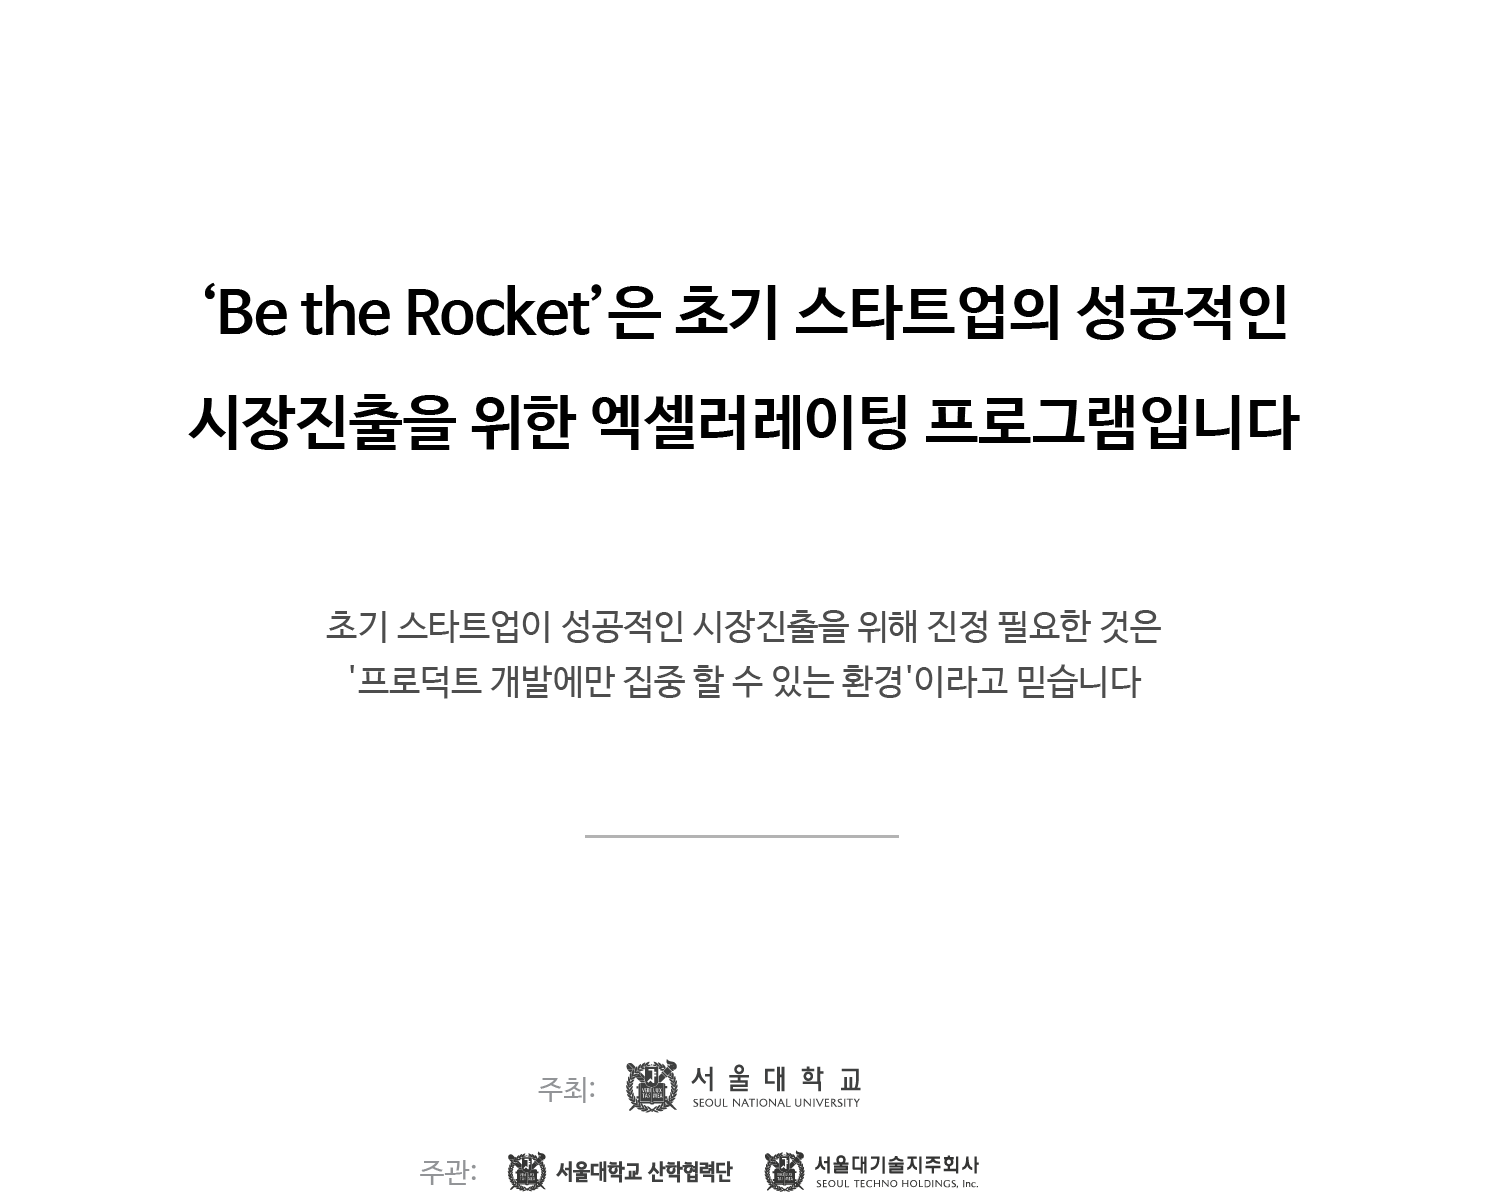 ‘Be the Rocket’은 초기 스타트업의 성공적인
시장진출을 위한 엑셀러레이팅 프로그램입니다
초기 스타트업이 성공적인 시장진출을 위해 진정 필요한 것은
'프로덕트 개발에만 집중 할 수 있는 환경'이라고 믿습니다
주최: 서울대학교
SEOUL NATIONAL UNIVERSITY
주관: 서울대학교 산학협력단 서울대기술지주회사
SEOUL TECHNO HOLDINGS, Inc.